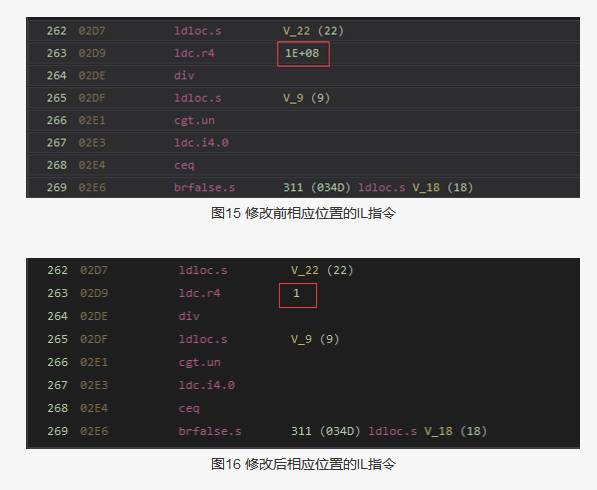 262 02D7 ldloc.s V_22 (22)
263 02D9 ldc.r4 1E+08
264 02DE div
265 02DF ldloc.s V_9 (9)
266 02E1 cgt.un
267 02E3 ldc.i4.0
268 02E4 ceq
269 02E6 brfalse.s 311 (034D) ldloc.s V_18 (18)
图15 修改前相应位置的IL指令
262 02D7 ldloc.s V_22 (22)
263 02D9 ldc.r4 1
264 02DE div
265 02DF ldloc.s V_9 (9)
266 02E1 cgt.un
267 02E3 ldc.i4.0
268 02E4 ceq
269 02E6 brfalse.s 311 (034D) ldloc.s V_18 (18)
图16 修改后相应位置的IL指令